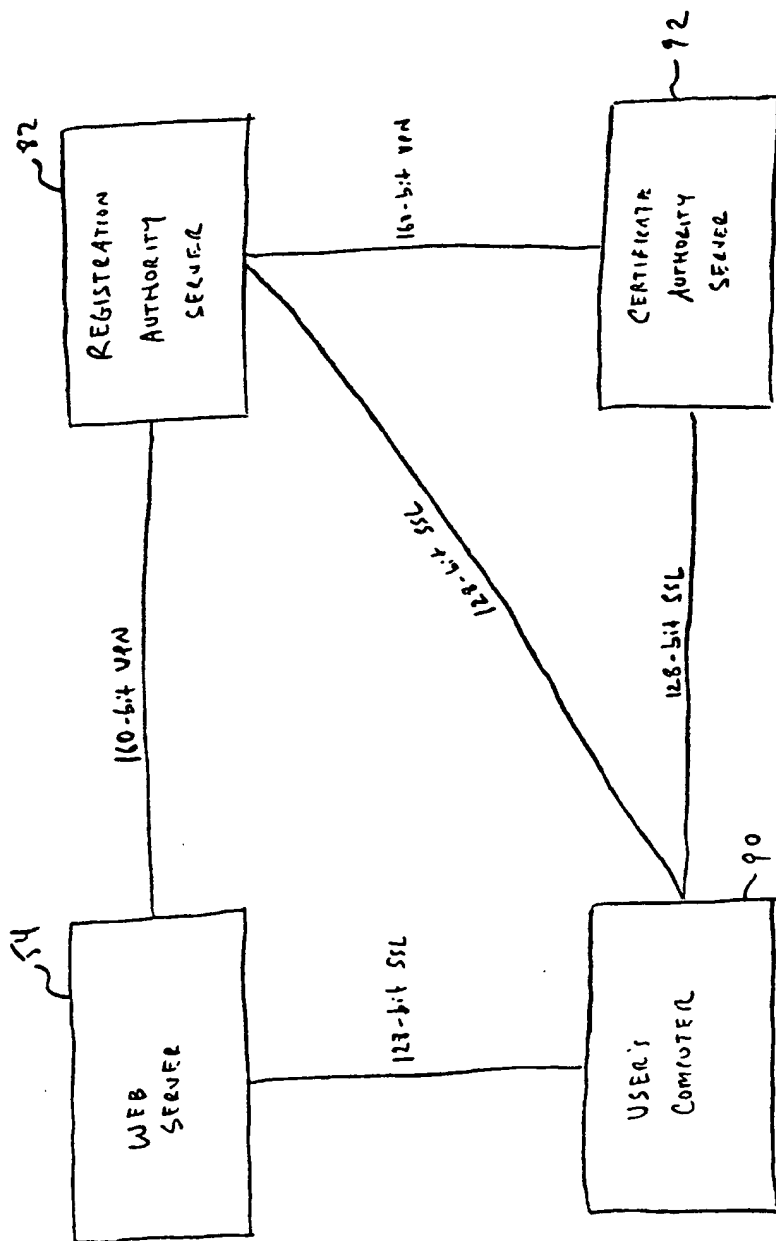 54
WEB
SERVER
160-bit VPN
82
REGISTRATION
AUTHORITY
SERVER
128-bit SSL
128-bit SSL
160-bit VPN
90
USER'S
COMPUTER
128-bit SSL
92
CERTIFICATE
AUTHORITY
SERVER